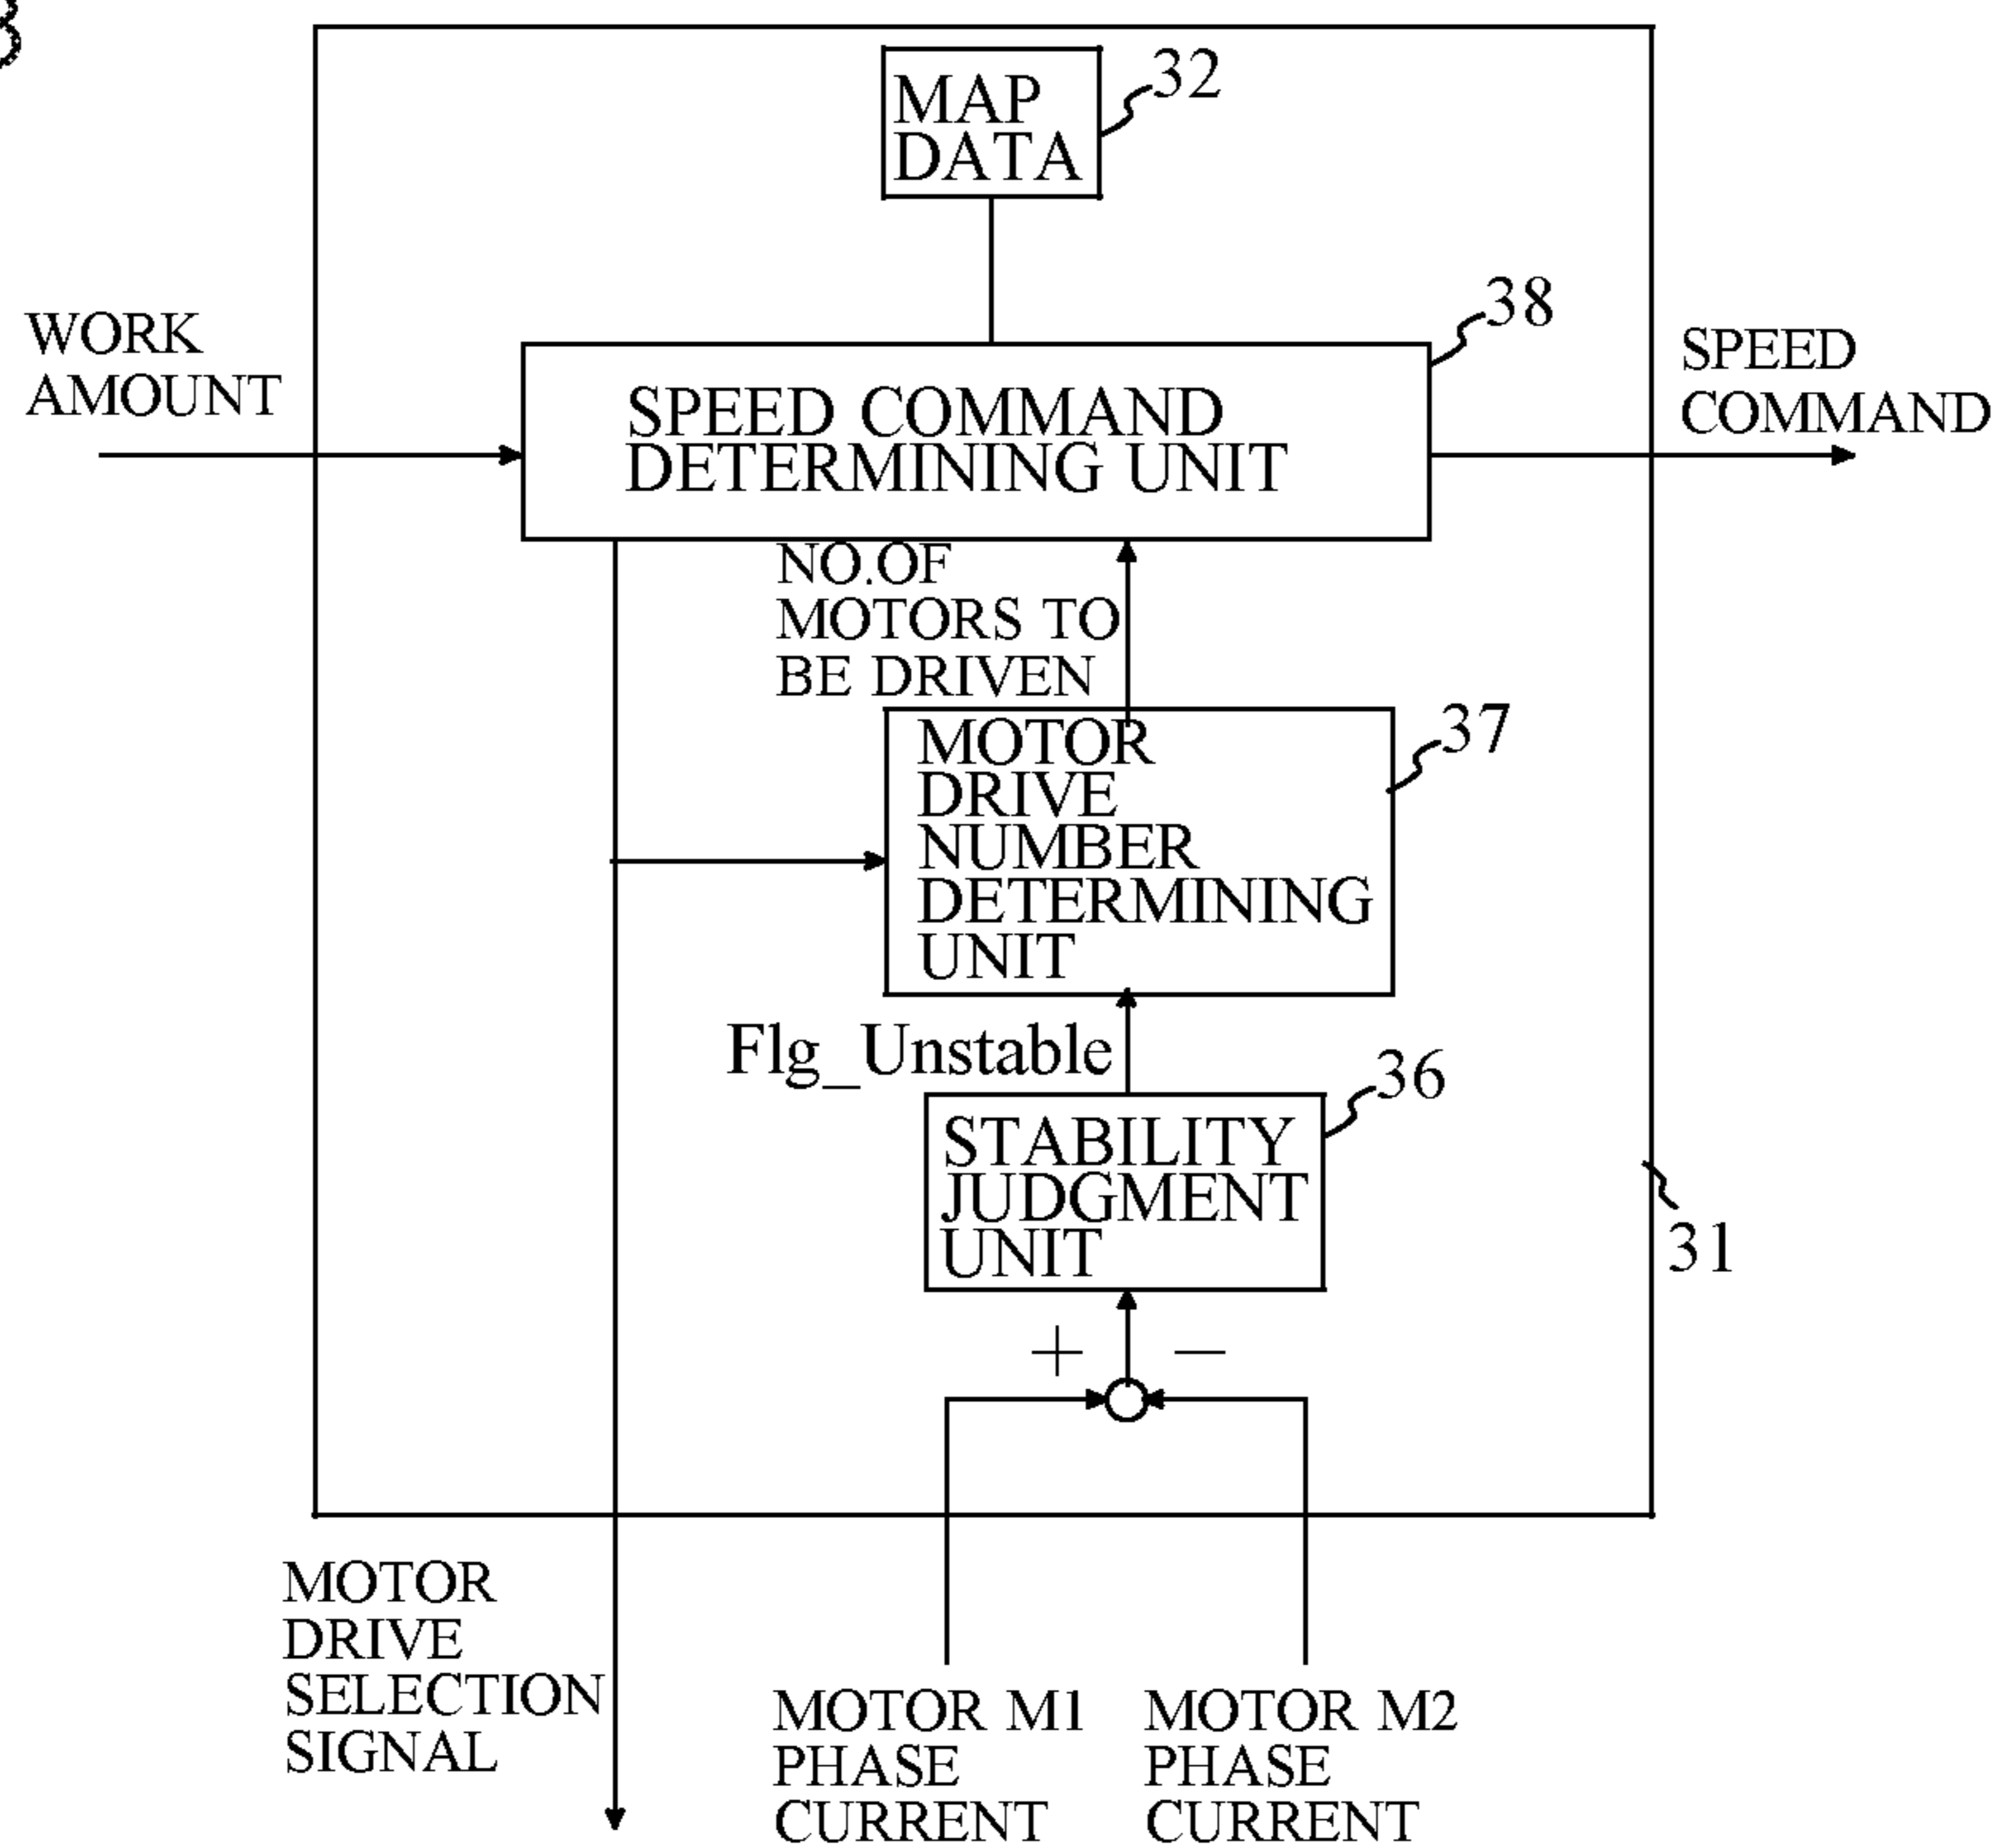 3
MAP
DATA
32
WORK
AMOUNT
38
SPEED COMMAND
DETERMINING UNIT
SPEED
COMMAND
NO.OF
MOTORS TO
BE DRIVEN
MOTOR
DRIVE
NUMBER
DETERMINING
UNIT
37
Flg_Unstable
36
STABILITY
JUDGMENT
UNIT
31
+ −
MOTOR
DRIVE
SELECTION
SIGNAL
MOTOR M1
PHASE
CURRENT
MOTOR M2
PHASE
CURRENT